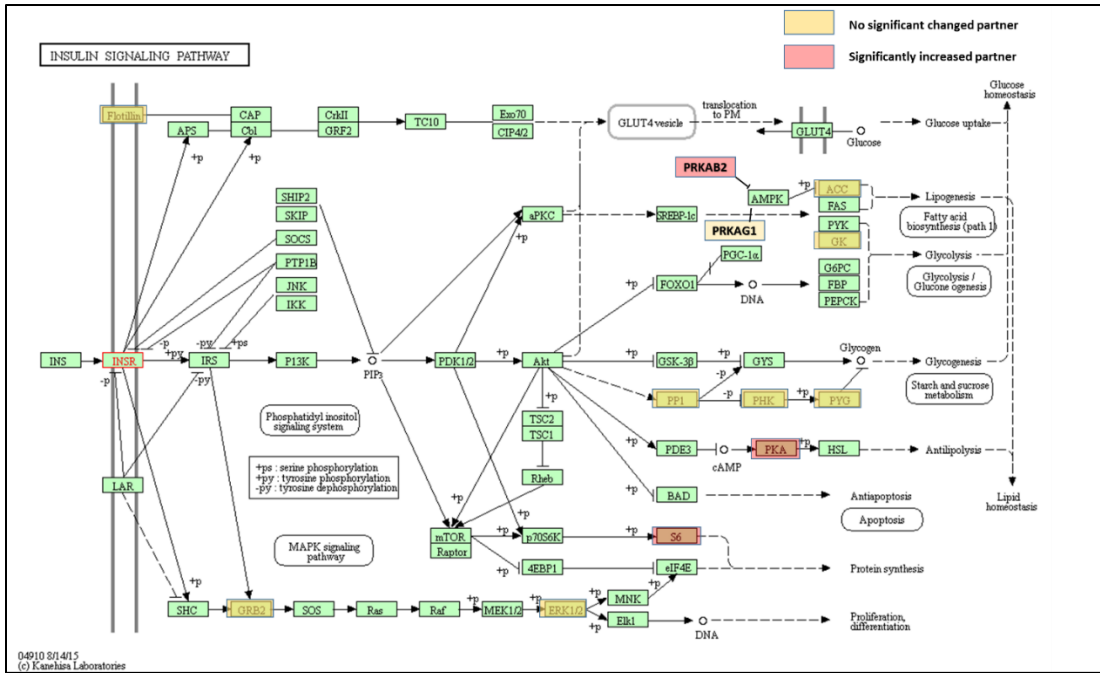 No significant changed partner
Significantly increased partner
INSULIN SIGNALING PATHWAY
Glucose homeostasis
Flotillin
CAP
CrkII
Exo70
APS
Cbl
GRF2
TC10
CIP4/2
GLUT4 vesicle
translocation to PM
GLUT4
Glucose
Glucose uptake
+p
+p
PRKAB2
AMPK
+p
ACC
FAS
Lipogenesis
Fatty acid biosynthesis (path 1)
SHIP2
SKIP
SOCS
PTP1B
JNK
IKK
aPKC
+p
SREBP-1c
PRKAG1
PYK
GK
PGC-1α
Glycolysis
G6PC
FBP
PEPCK
Glycolysis / Glucone ogenesis
+p
FOXO1
DNA
INS
INSR
-p
+py
-py
+ps
IRS
P13K
PIP3
PDK1/2
Akt
+p
GSK-3β
+p
GYS
Glycogen
Glycogenesis
-p
-py
-p
PP1
-p
PHK
+p
PYG
Starch and sucrose metabolism
Phosphatidyl inositol signaling system
+p
TSC2
TSC1
+p
PDE3
cAMP
PKA
+p
HSL
Antilipolysis
+ps : serine phosphorylation
+py : tyrosine phosphorylation
-py : tyrosine dephosphorylation
LAR
Rheb
+p
+p
BAD
Antiapoptosis
Apoptosis
Lipid homeostasis
MAPK signaling pathway
mTOR
Raptor
+p
+p
p70S6K
+p
S6
+p
4EBP1
+p
eIF4E
Protein synthesis
+p
SHC
GRB2
SOS
Ras
Raf
+p
MEK1/2
+p
ERK1/2
+p
MNK
+p
+p
Elk1
DNA
Proliferation, differentiation
04910 8/14/15
(c) Kanehisa Laboratories